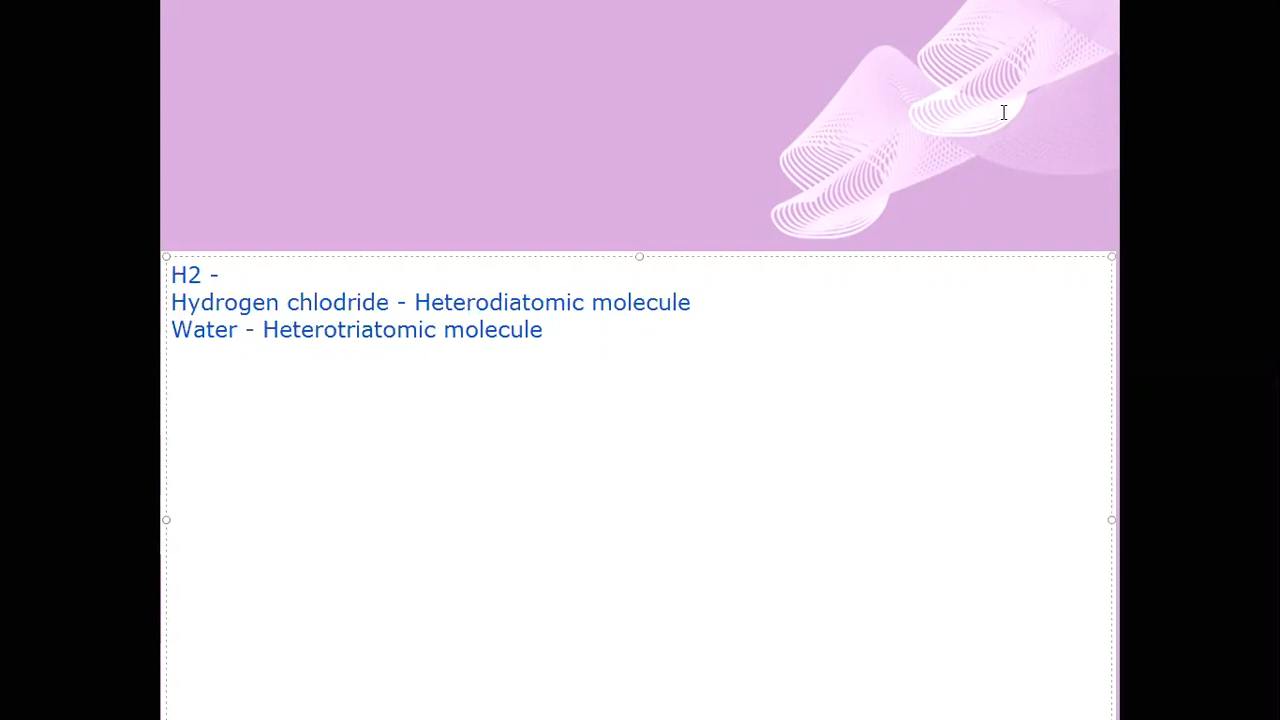 H2 -
Hydrogen chlodride - Heterodiatomic molecule
Water - Heterotriatomic molecule